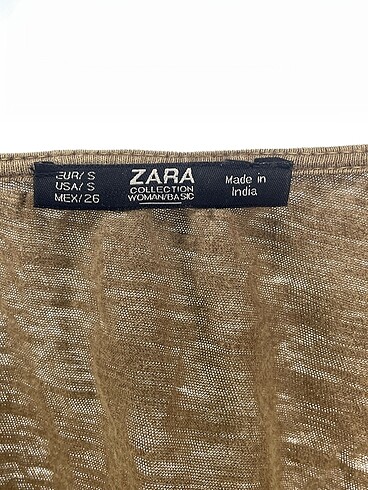 EUR/ S
USA/ S
MEX/ 26
ZARA
COLLECTION
WOMAN/BASIC
Made in
India